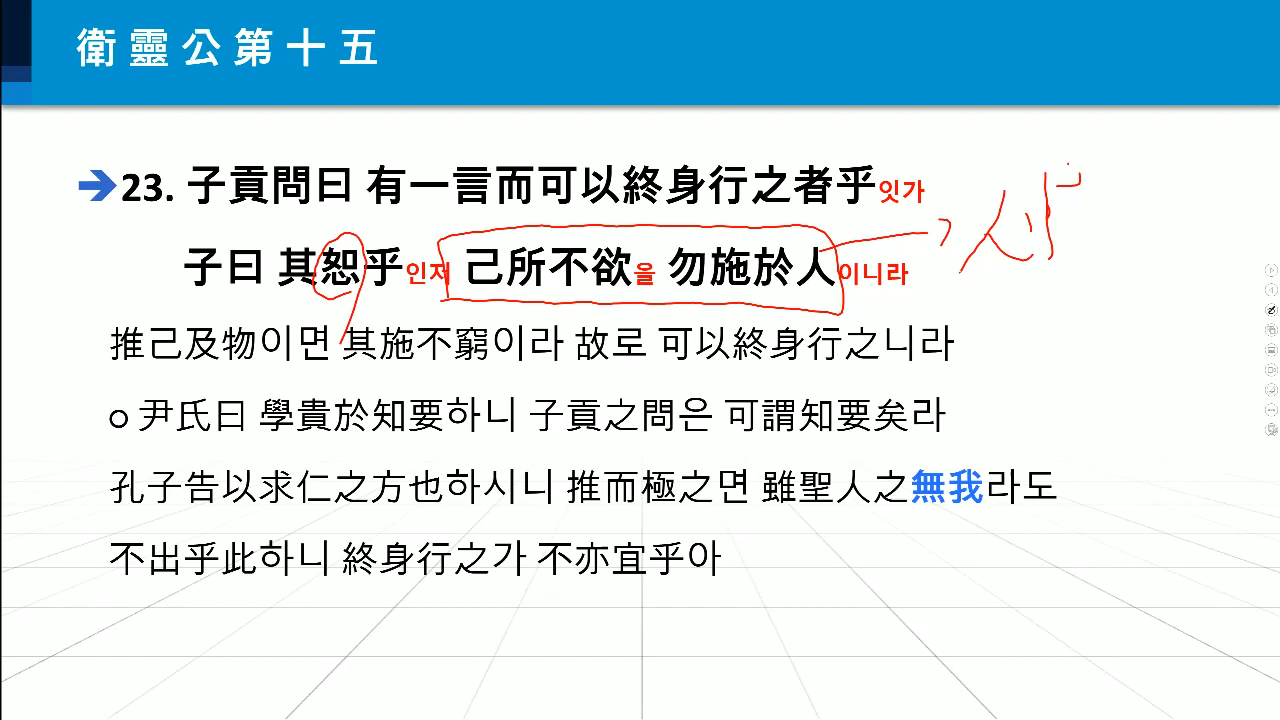 衛靈公第十五
23. 子貢問曰 有一言而可以終身行之者乎잇가
子曰 其恕乎인저 己所不欲을 勿施於人이니라
推己及物이면 其施不窮이라 故로 可以終身行之니라
o 尹氏曰 學貴於知要하니 子貢之問은 可謂知要矣라
孔子告以求仁之方也하시니 推而極之면 雖聖人之無我라도
不出乎此하니 終身行之가 不亦宜乎아